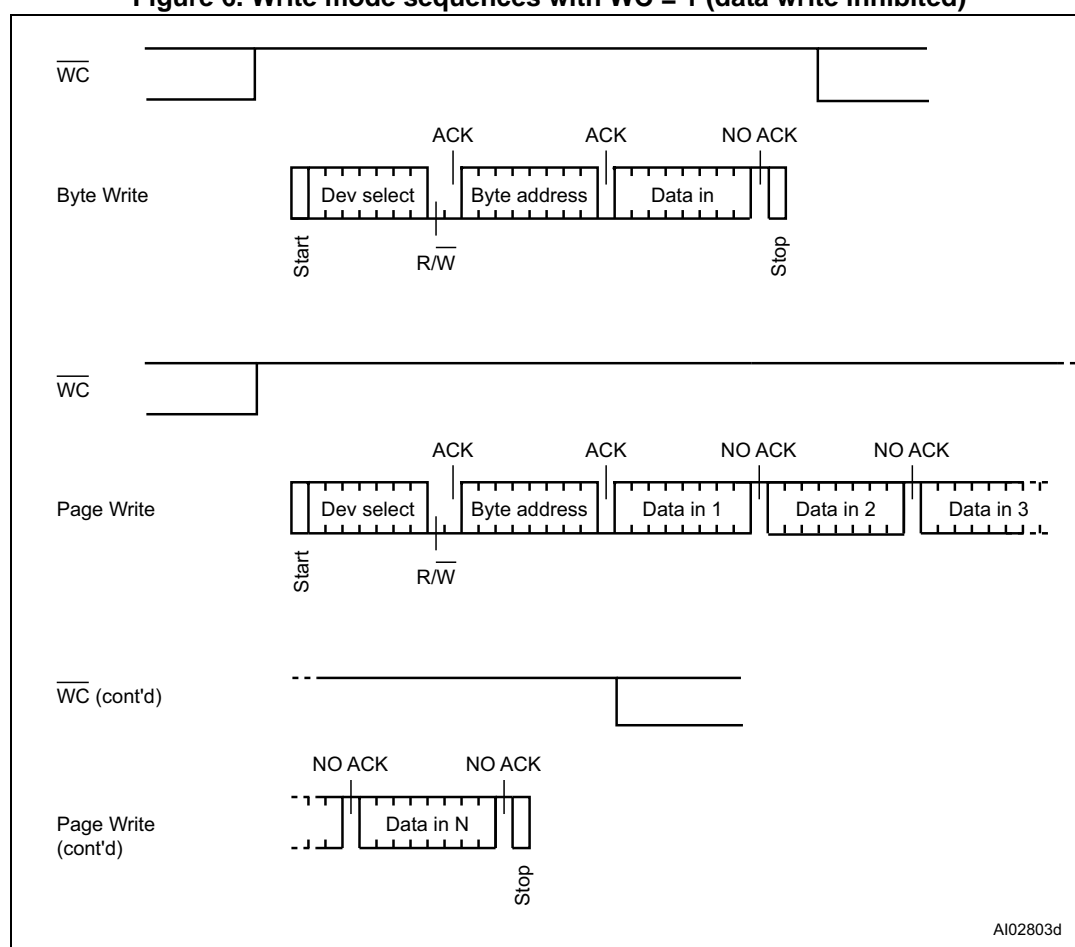 Figure 6. Write mode sequences with WC = 1 (data write inhibited)
WC
ACK ACK NO ACK
Byte Write
Dev select Byte address Data in
R/W
Start
Stop
WC
ACK ACK NO ACK NO ACK
Page Write
Dev select Byte address Data in 1 Data in 2 Data in 3
R/W
Start
WC (cont'd)
NO ACK NO ACK
Page Write
(cont'd)
Data in N
Stop
AI02803d